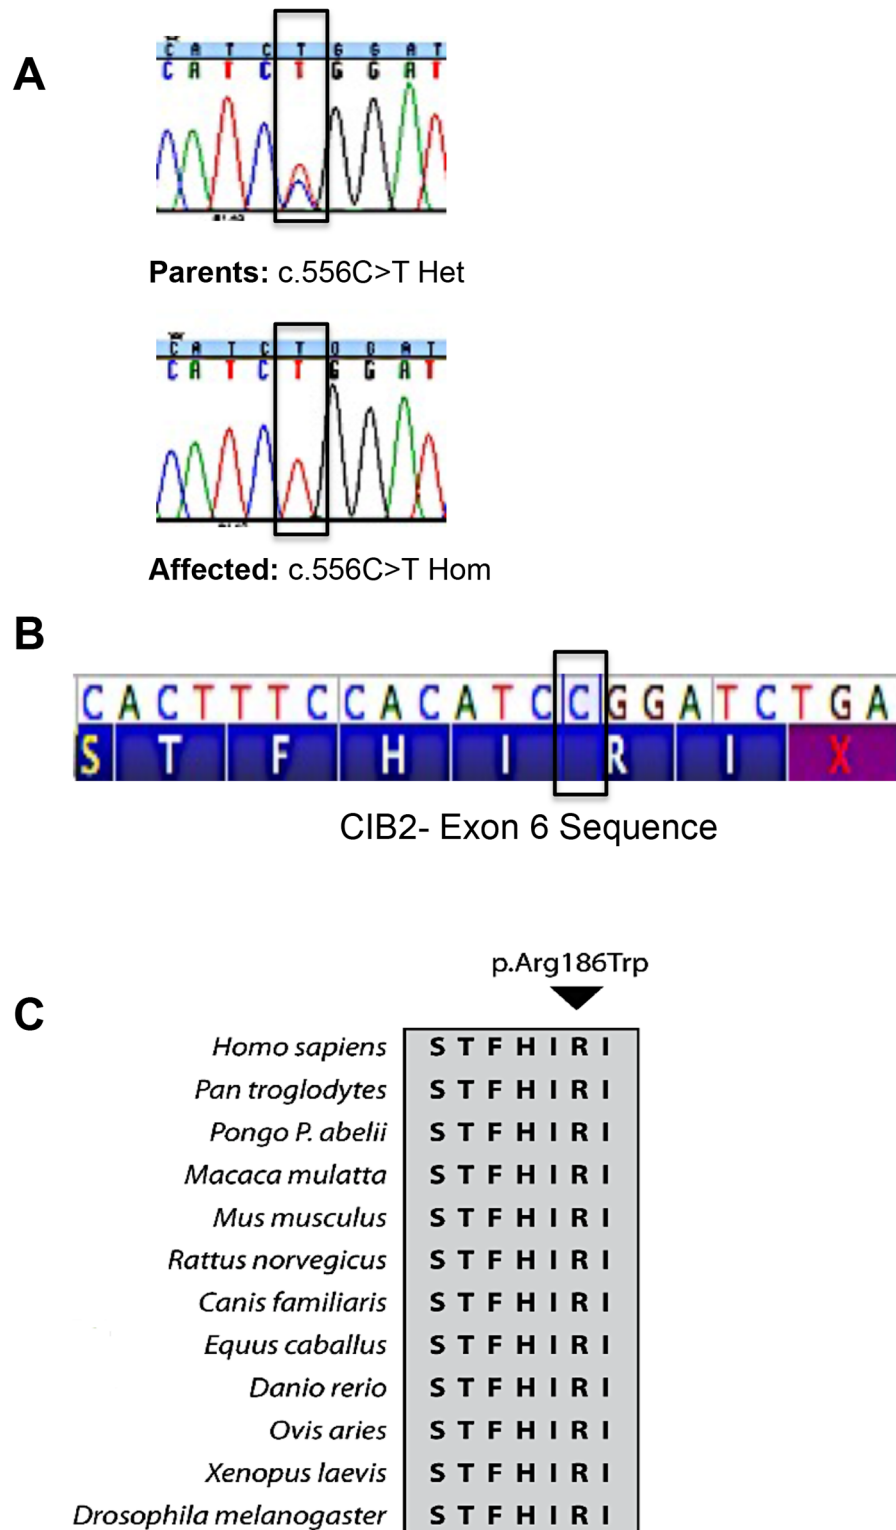 A
C A T C T G G A T
C A T C T G G A T
Parents: c.556C>T Het
C A T C T G G A T
C A T C T G G A T
Affected: c.556C>T Hom
B
C A C T T T C C A C A T C C G G A T C T G A
S T F H I R I X
CIB2- Exon 6 Sequence
p.Arg186Trp
C
Homo sapiens S T F H I R I
Pan troglodytes S T F H I R I
Pongo P. abelii S T F H I R I
Macaca mulatta S T F H I R I
Mus musculus S T F H I R I
Rattus norvegicus S T F H I R I
Canis familiaris S T F H I R I
Equus caballus S T F H I R I
Danio rerio S T F H I R I
Ovis aries S T F H I R I
Xenopus laevis S T F H I R I
Drosophila melanogaster S T F H I R I